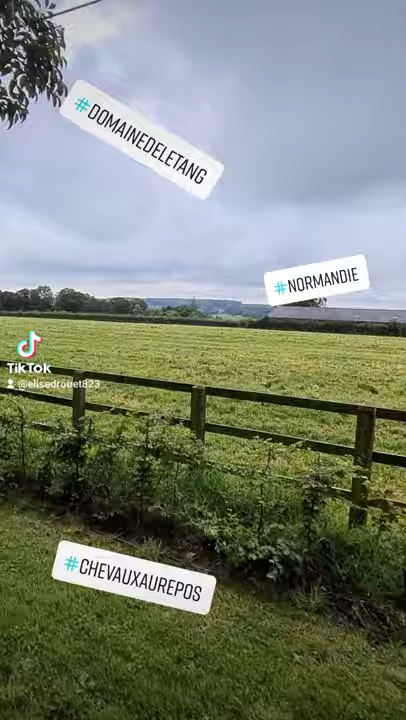 #DOMAINEDELETANG
#NORMANDIE
TikTok
@elisedrouet823
#CHEVAUXAUREPOS